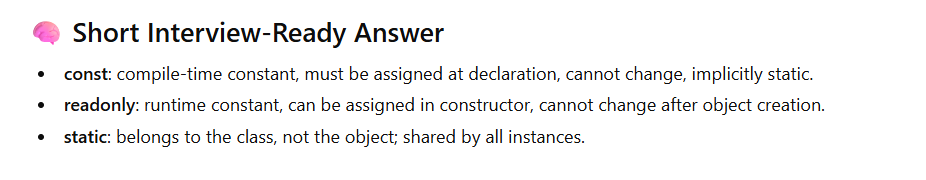 🧠 Short Interview-Ready Answer
• const: compile-time constant, must be assigned at declaration, cannot change, implicitly static.
• readonly: runtime constant, can be assigned in constructor, cannot change after object creation.
• static: belongs to the class, not the object; shared by all instances.